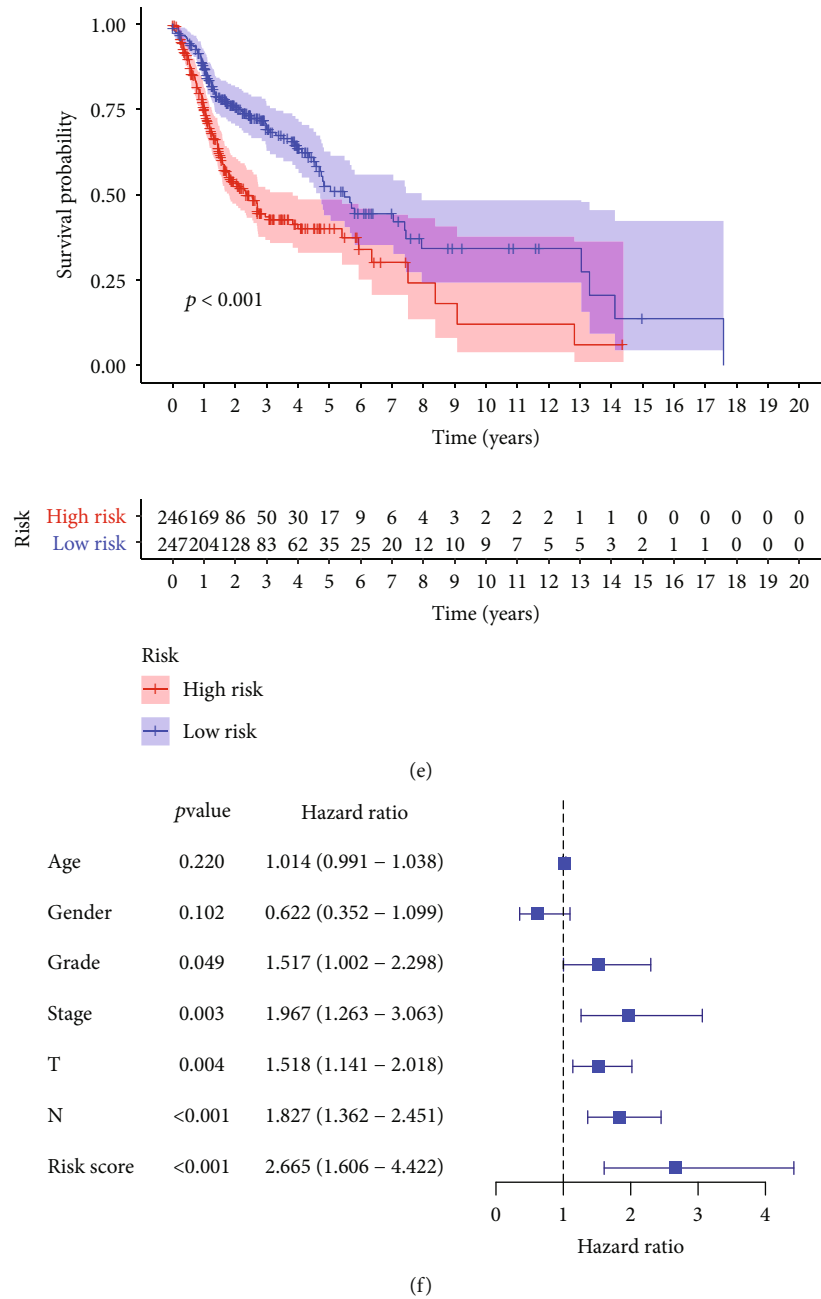 1.00
0.75
0.50
0.25
0.00
Survival probability
p < 0.001
0 1 2 3 4 5 6 7 8 9 10 11 12 13 14 15 16 17 18 19 20
Time (years)
Risk
High risk 246 169 86 50 30 17 9 6 4 3 2 2 2 1 1 0 0 0 0 0 0
Low risk 247 204 128 83 62 35 25 20 12 10 9 7 5 5 3 2 1 1 0 0 0
0 1 2 3 4 5 6 7 8 9 10 11 12 13 14 15 16 17 18 19 20
Time (years)
Risk
High risk
Low risk
(e)
pvalue Hazard ratio
Age 0.220 1.014 (0.991 − 1.038)
Gender 0.102 0.622 (0.352 − 1.099)
Grade 0.049 1.517 (1.002 − 2.298)
Stage 0.003 1.967 (1.263 − 3.063)
T 0.004 1.518 (1.141 − 2.018)
N <0.001 1.827 (1.362 − 2.451)
Risk score <0.001 2.665 (1.606 − 4.422)
0 1 2 3 4
Hazard ratio
(f)